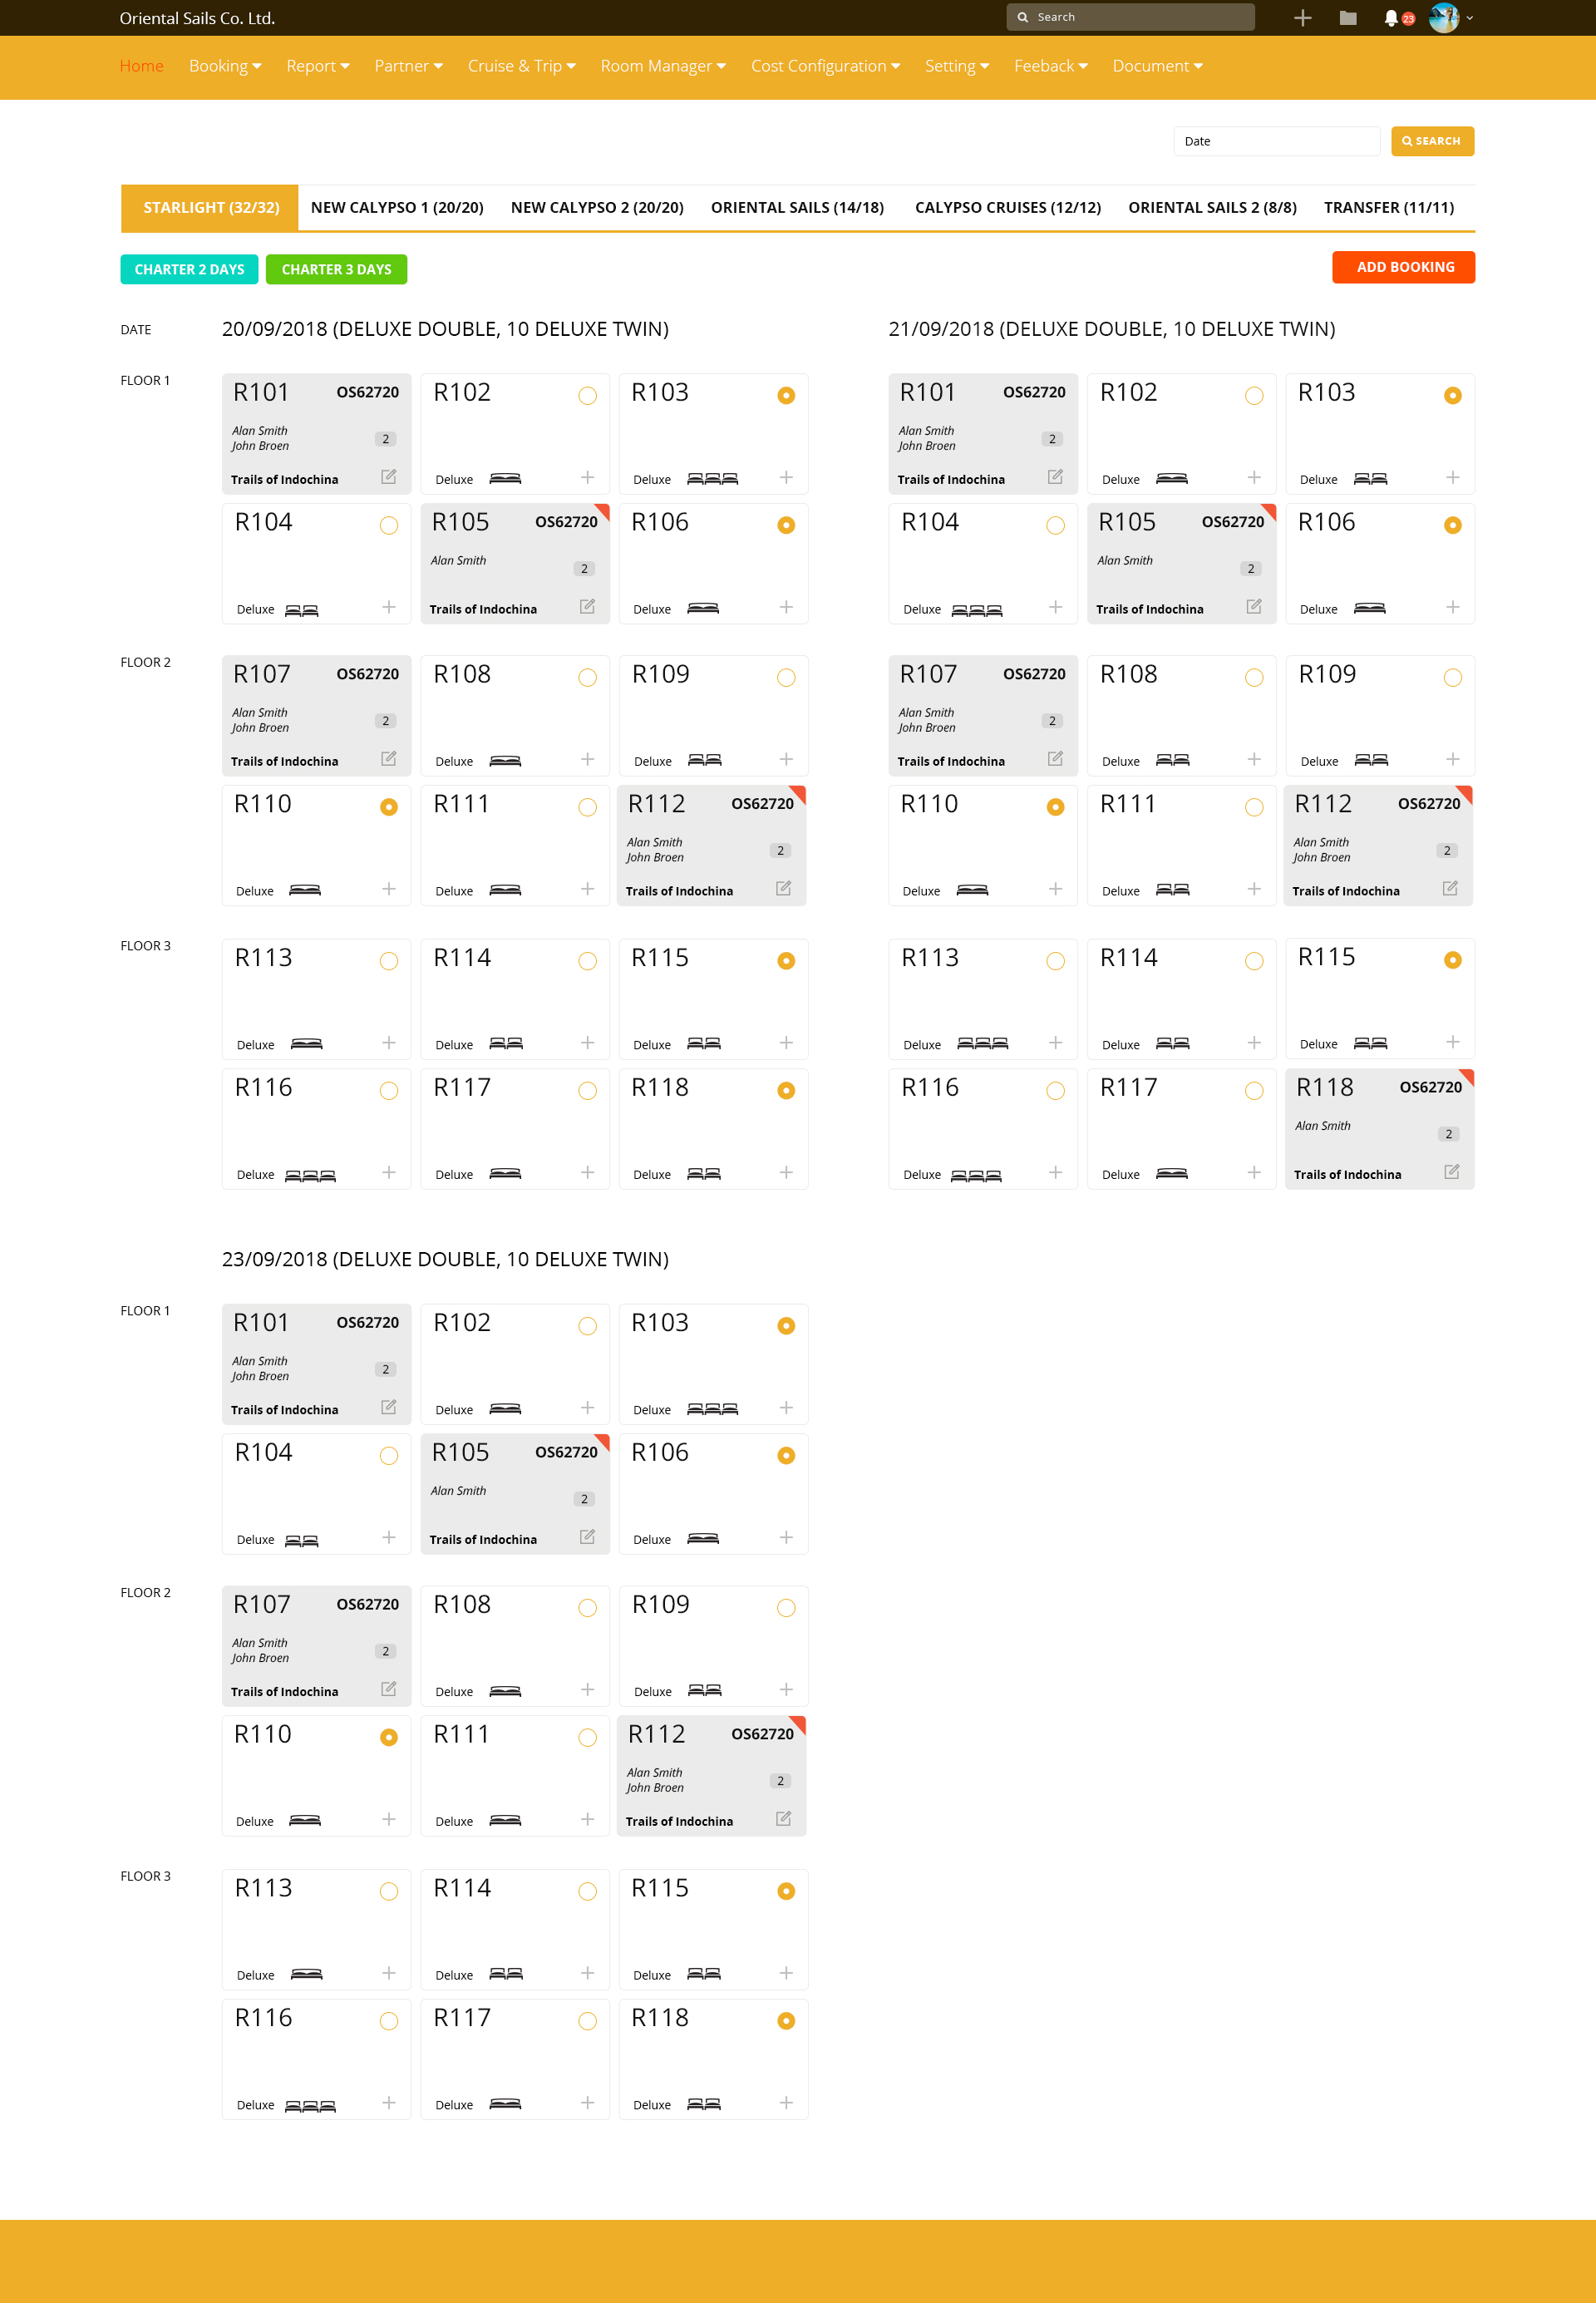 Oriental Sails Co. Ltd.
Search
23
Home Booking Report Partner Cruise & Trip Room Manager Cost Configuration Setting Feeback Document
Date
SEARCH
STARLIGHT (32/32) NEW CALYPSO 1 (20/20) NEW CALYPSO 2 (20/20) ORIENTAL SAILS (14/18) CALYPSO CRUISES (12/12) ORIENTAL SAILS 2 (8/8) TRANSFER (11/11)
CHARTER 2 DAYS CHARTER 3 DAYS ADD BOOKING
DATE 20/09/2018 (DELUXE DOUBLE, 10 DELUXE TWIN) 21/09/2018 (DELUXE DOUBLE, 10 DELUXE TWIN)
FLOOR 1
R101 OS62720 R102 R103 R101 OS62720 R102 R103
Alan Smith Alan Smith
John Broen 2 John Broen 2
Trails of Indochina Deluxe Deluxe Trails of Indochina Deluxe Deluxe
R104 R105 OS62720 R106 R104 R105 OS62720 R106
Alan Smith Alan Smith
2 2
Deluxe Trails of Indochina Deluxe Deluxe Trails of Indochina Deluxe
FLOOR 2
R107 OS62720 R108 R109 R107 OS62720 R108 R109
Alan Smith Alan Smith
John Broen 2 John Broen 2
Trails of Indochina Deluxe Deluxe Trails of Indochina Deluxe Deluxe
R110 R111 R112 OS62720 R110 R111 R112 OS62720
Alan Smith Alan Smith
John Broen 2 John Broen 2
Deluxe Deluxe Trails of Indochina Deluxe Deluxe Trails of Indochina
FLOOR 3
R113 R114 R115 R113 R114 R115
Deluxe Deluxe Deluxe Deluxe Deluxe Deluxe
R116 R117 R118 R116 R117 R118 OS62720
Alan Smith
2
Deluxe Deluxe Deluxe Deluxe Deluxe Trails of Indochina
23/09/2018 (DELUXE DOUBLE, 10 DELUXE TWIN)
FLOOR 1
R101 OS62720 R102 R103
Alan Smith
John Broen 2
Trails of Indochina Deluxe Deluxe
R104 R105 OS62720 R106
Alan Smith
2
Deluxe Trails of Indochina Deluxe
FLOOR 2
R107 OS62720 R108 R109
Alan Smith
John Broen 2
Trails of Indochina Deluxe Deluxe
R110 R111 R112 OS62720
Alan Smith
John Broen 2
Deluxe Deluxe Trails of Indochina
FLOOR 3
R113 R114 R115
Deluxe Deluxe Deluxe
R116 R117 R118
Deluxe Deluxe Deluxe